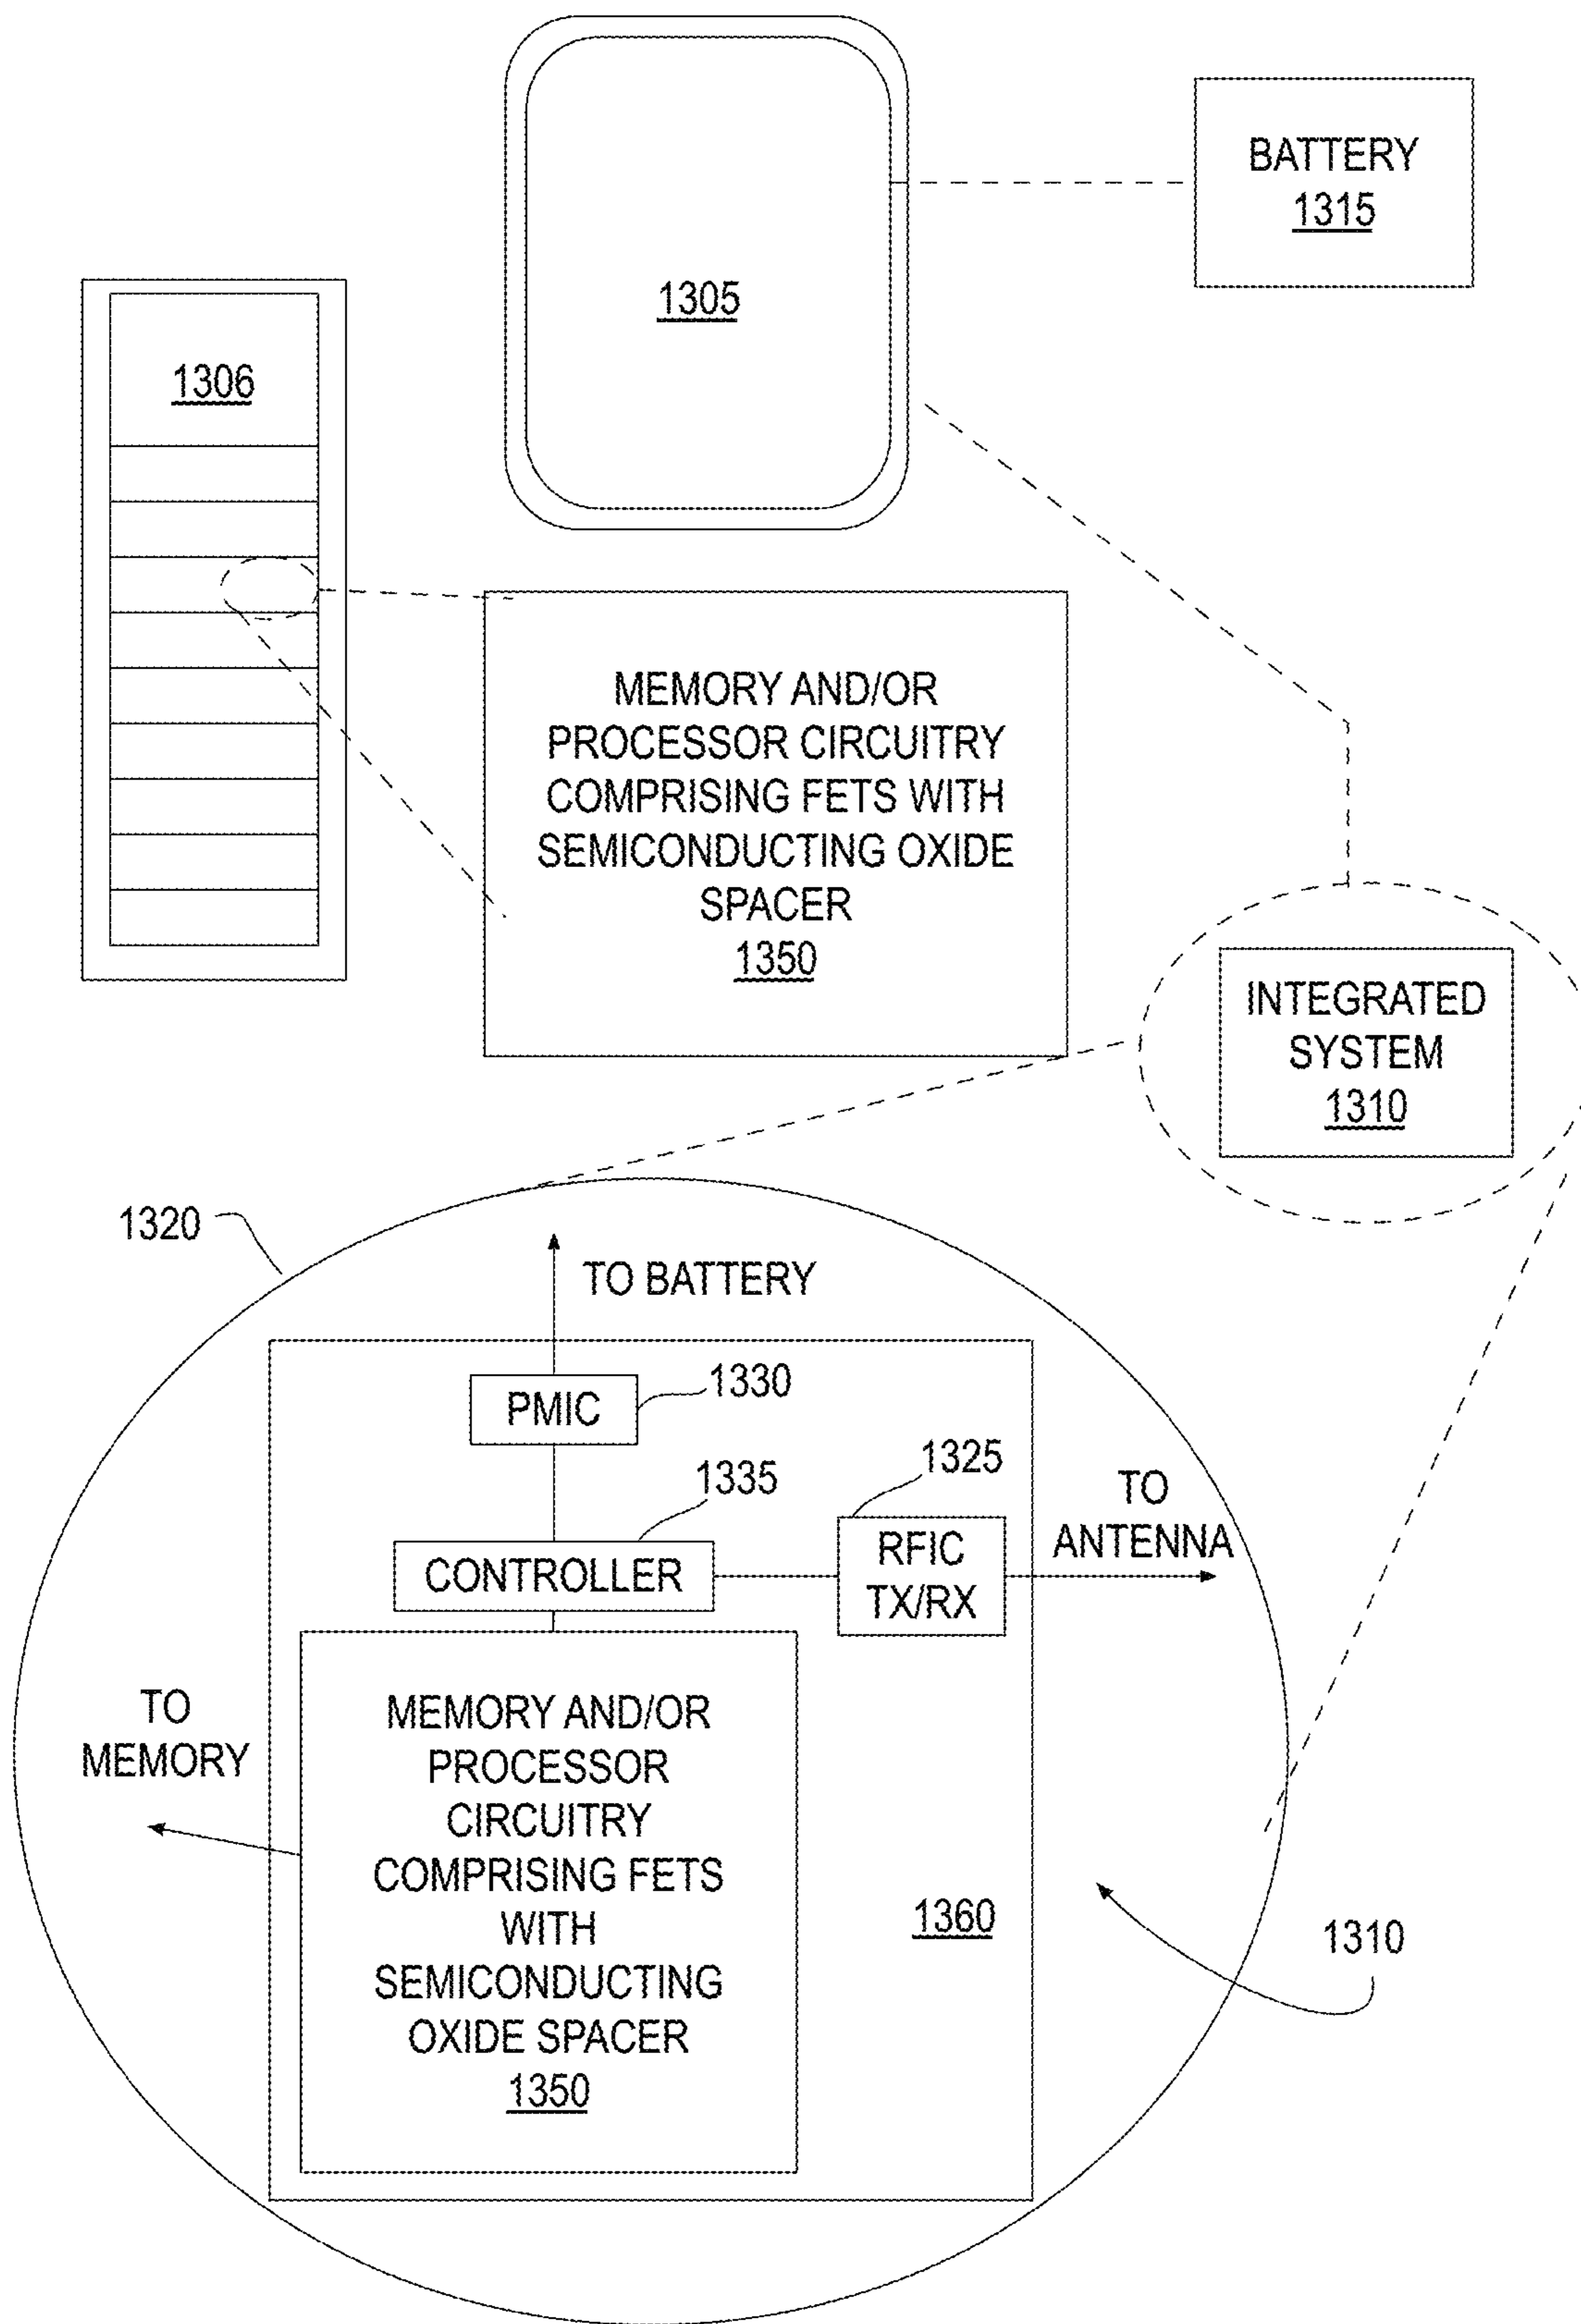 1305
BATTERY
1315
1306
MEMORY AND/OR
PROCESSOR CIRCUITRY
COMPRISING FETS WITH
SEMICONDUCTING OXIDE
SPACER
1350
INTEGRATED
SYSTEM
1310
1320
TO BATTERY
PMIC
1330
1335
1325
CONTROLLER
RFIC
TX/RX
TO
ANTENNA
TO
MEMORY
MEMORY AND/OR
PROCESSOR
CIRCUITRY
COMPRISING FETS
WITH
SEMICONDUCTING
OXIDE SPACER
1350
1360
1310